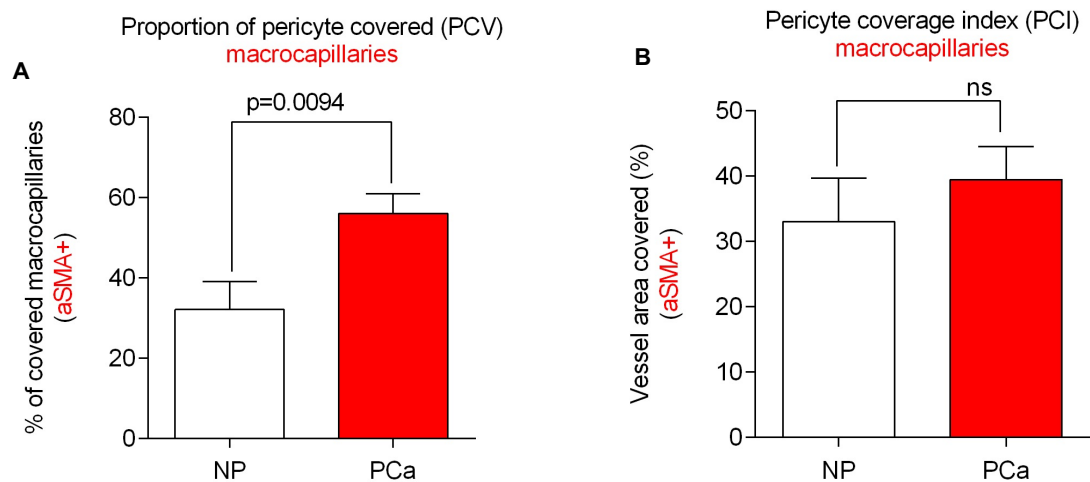 Proportion of pericyte covered (PCV)
macrocapillaries
A
p=0.0094
% of covered macrocapillaries
(aSMA+)
80
60
40
20
0
NP PCa
Pericyte coverage index (PCI)
macrocapillaries
B
ns
Vessel area covered (%)
(aSMA+)
50
40
30
20
10
0
NP PCa